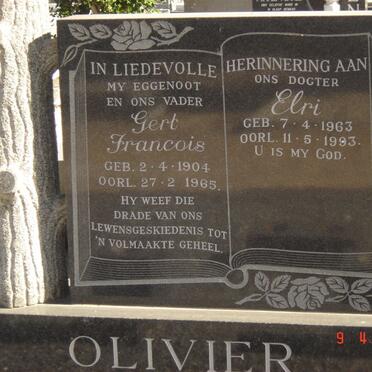 IN LIEDEVOLLE
MY EGGENOOT
EN ONS VADER
Gert
Francois
GEB. 2-4-1904
OORL. 27-2 1965.
HY WEEF DIE
DRADE VAN ONS
LEWENSGESKIEDENIS TOT
'N VOLMAAKTE GEHEEL.
HERINNERING AAN
ONS DOGTER
Elri
GEB. 7-4-1963
OORL. 11-5-1993.
U IS MY GOD.
OLIVIER
9 4